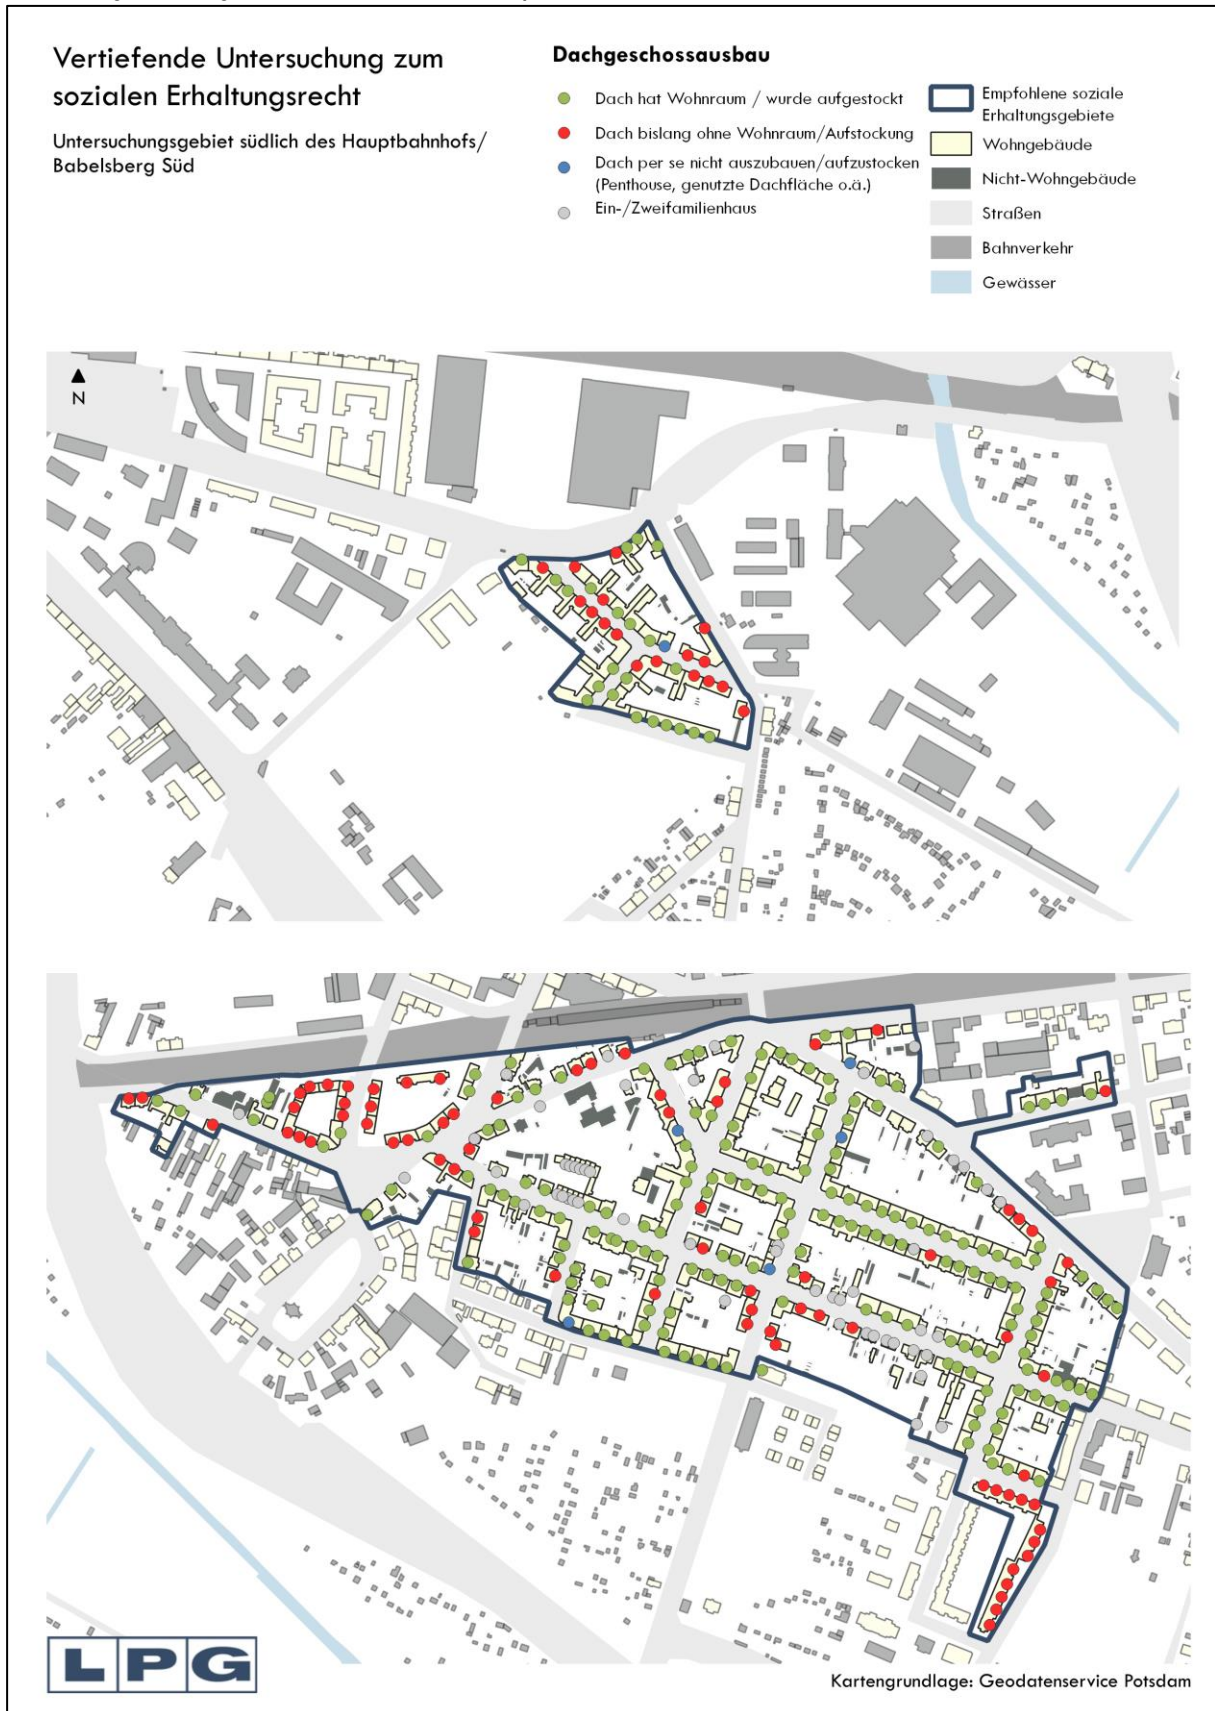 Vertiefende Untersuchung zum
sozialen Erhaltungsrecht
Untersuchungsgebiet südlich des Hauptbahnhofs/
Babelsberg Süd
Dachgeschossausbau
Dach hat Wohnraum / wurde aufgestockt
Dach bislang ohne Wohnraum/Aufstockung
Dach per se nicht auszubauen/aufzustocken
(Penthouse, genutzte Dachfläche o.ä.)
Ein-/Zweifamilienhaus
Empfohlene soziale
Erhaltungsgebiete
Wohngebäude
Nicht-Wohngebäude
Straßen
Bahnverkehr
Gewässer
N
LPG
Kartengrundlage: Geodatenservice Potsdam